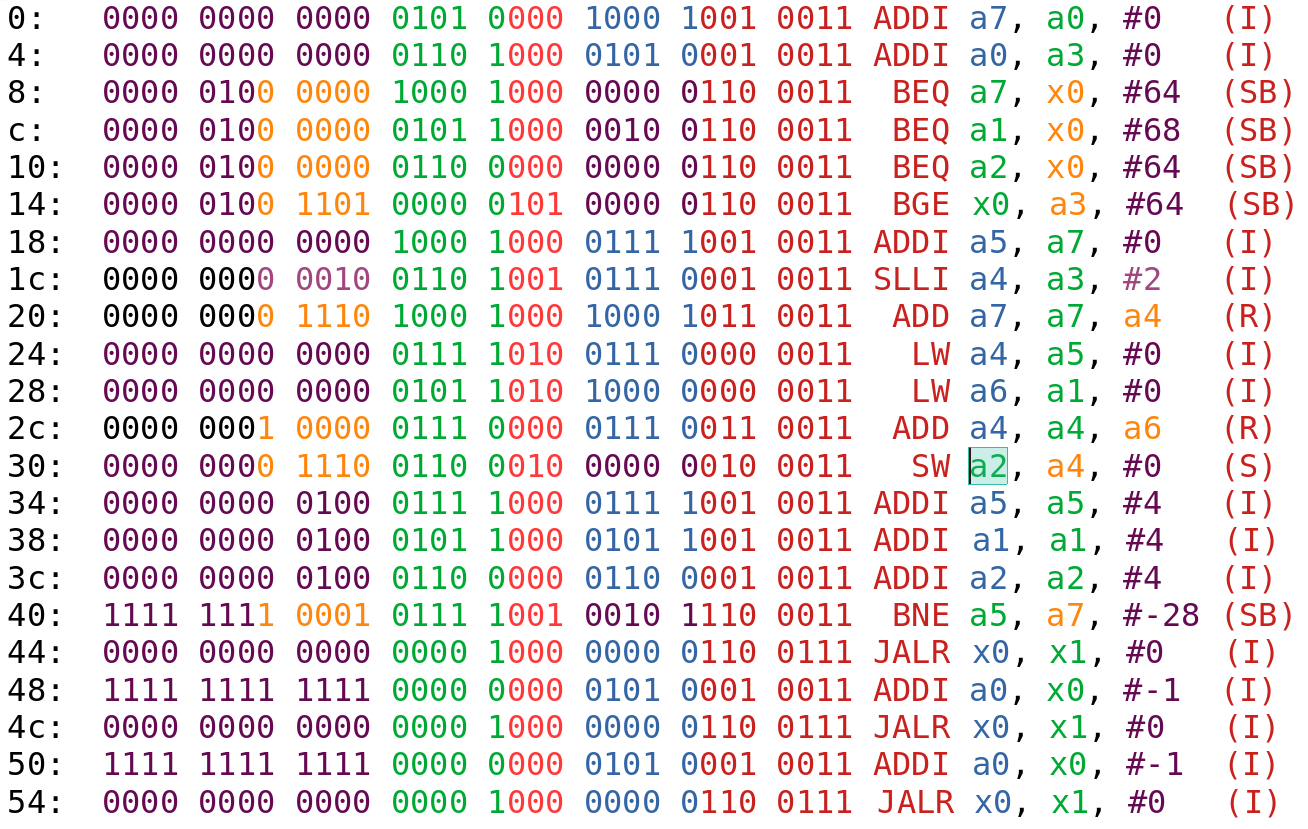 0: 0000 0000 0000 0101 0000 1000 1001 0011 ADDI a7, a0, #0 (I)
4: 0000 0000 0000 0110 1000 0101 0001 0011 ADDI a0, a3, #0 (I)
8: 0000 0100 0000 1000 1000 0000 0110 0011 BEQ a7, x0, #64 (SB)
c: 0000 0100 0000 0101 1000 0010 0110 0011 BEQ a1, x0, #68 (SB)
10: 0000 0100 0000 0110 0000 0000 0110 0011 BEQ a2, x0, #64 (SB)
14: 0000 0100 1101 0000 0101 0000 0110 0011 BGE x0, a3, #64 (SB)
18: 0000 0000 0000 1000 1000 0111 1001 0011 ADDI a5, a7, #0 (I)
1c: 0000 0000 0010 0110 1001 0111 0001 0011 SLLI a4, a3, #2 (I)
20: 0000 0000 1110 1000 1000 1000 1011 0011 ADD a7, a7, a4 (R)
24: 0000 0000 0000 0111 1010 0111 0000 0011 LW a4, a5, #0 (I)
28: 0000 0000 0000 0101 1010 1000 0000 0011 LW a6, a1, #0 (I)
2c: 0000 0001 0000 0111 0000 0111 0011 0011 ADD a4, a4, a6 (R)
30: 0000 0000 1110 0110 0010 0000 0010 0011 SW a2, a4, #0 (S)
34: 0000 0000 0100 0111 1000 0111 1001 0011 ADDI a5, a5, #4 (I)
38: 0000 0000 0100 0101 1000 0101 1001 0011 ADDI a1, a1, #4 (I)
3c: 0000 0000 0100 0110 0000 0110 0001 0011 ADDI a2, a2, #4 (I)
40: 1111 1111 0001 0111 1001 0010 1110 0011 BNE a5, a7, #-28 (SB)
44: 0000 0000 0000 0000 1000 0000 0110 0111 JALR x0, x1, #0 (I)
48: 1111 1111 1111 0000 0000 0101 0001 0011 ADDI a0, x0, #-1 (I)
4c: 0000 0000 0000 0000 1000 0000 0110 0111 JALR x0, x1, #0 (I)
50: 1111 1111 1111 0000 0000 0101 0001 0011 ADDI a0, x0, #-1 (I)
54: 0000 0000 0000 0000 1000 0000 0110 0111 JALR x0, x1, #0 (I)